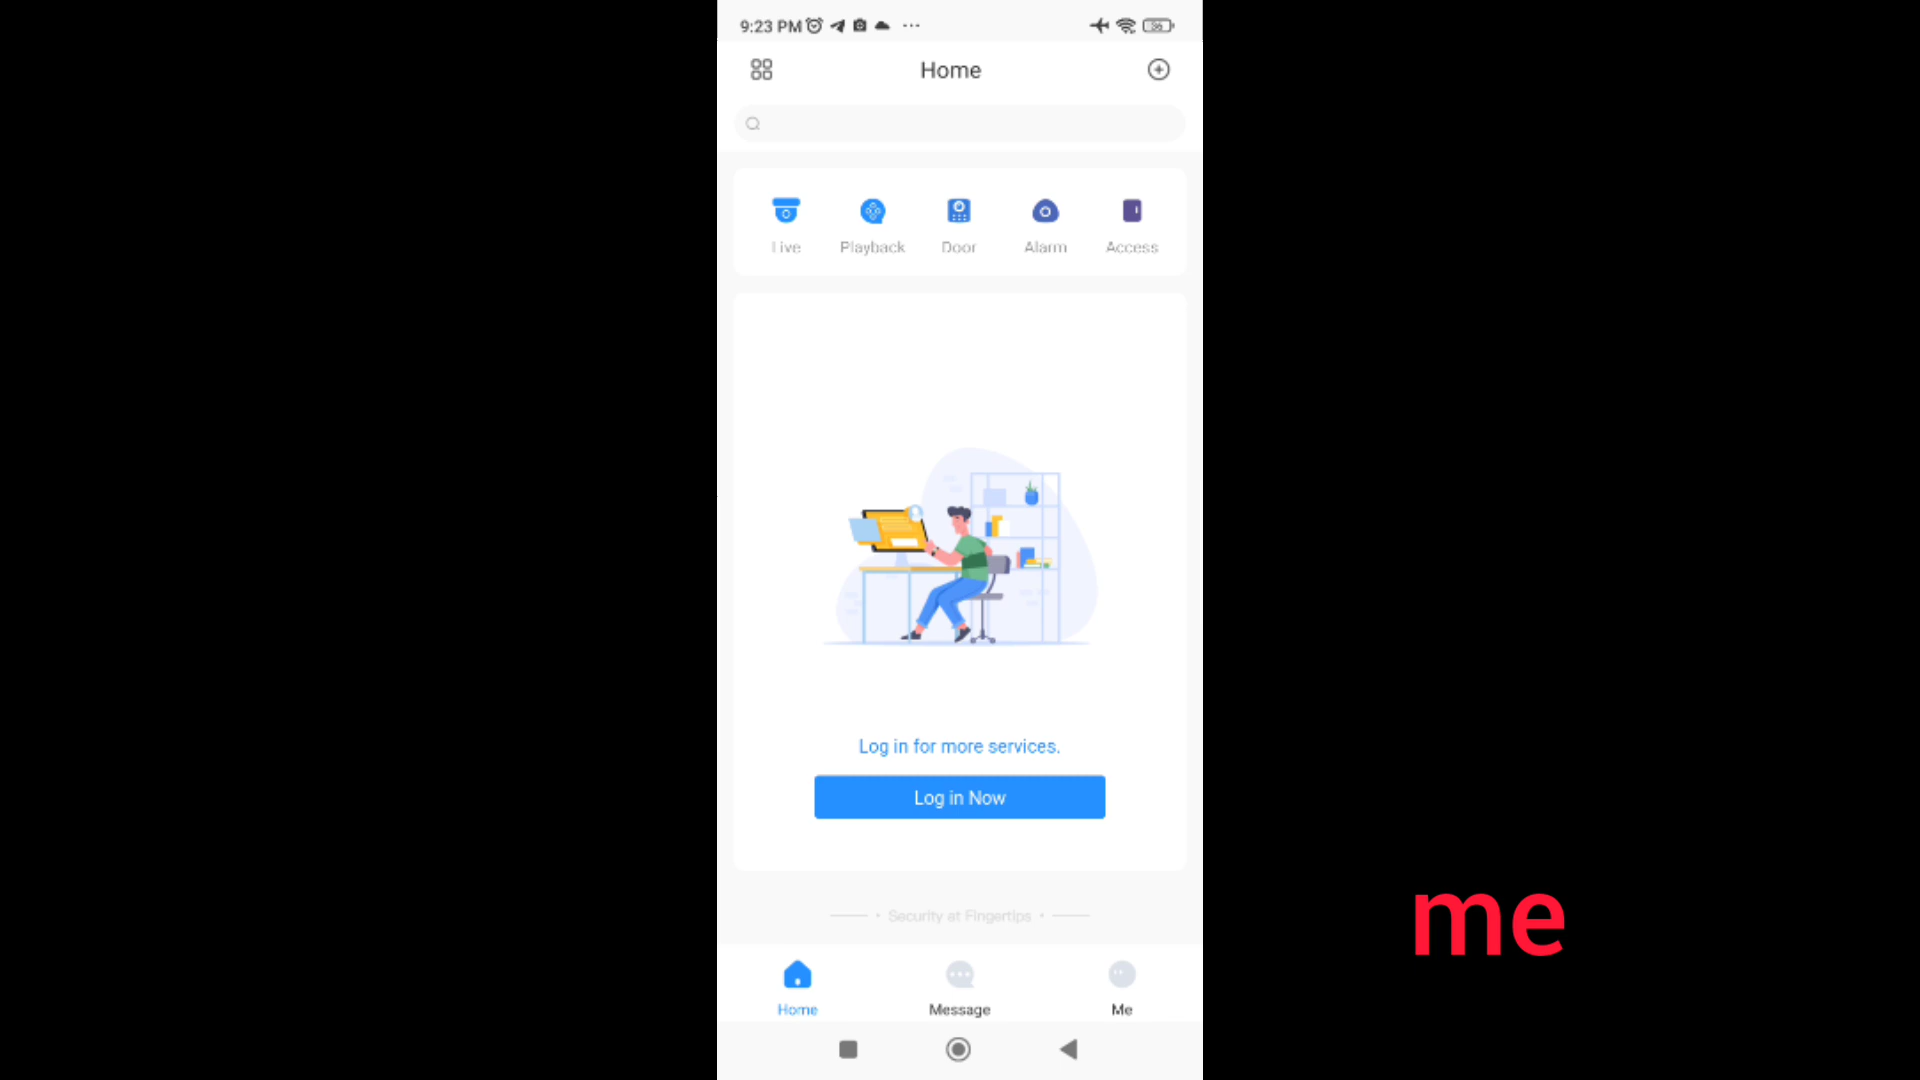 9:23 PM
56
Home
Live
Playback
Door
Alarm
Access
Log in for more services.
Log in Now
Security at Fingertips
me
Home
Message
Me